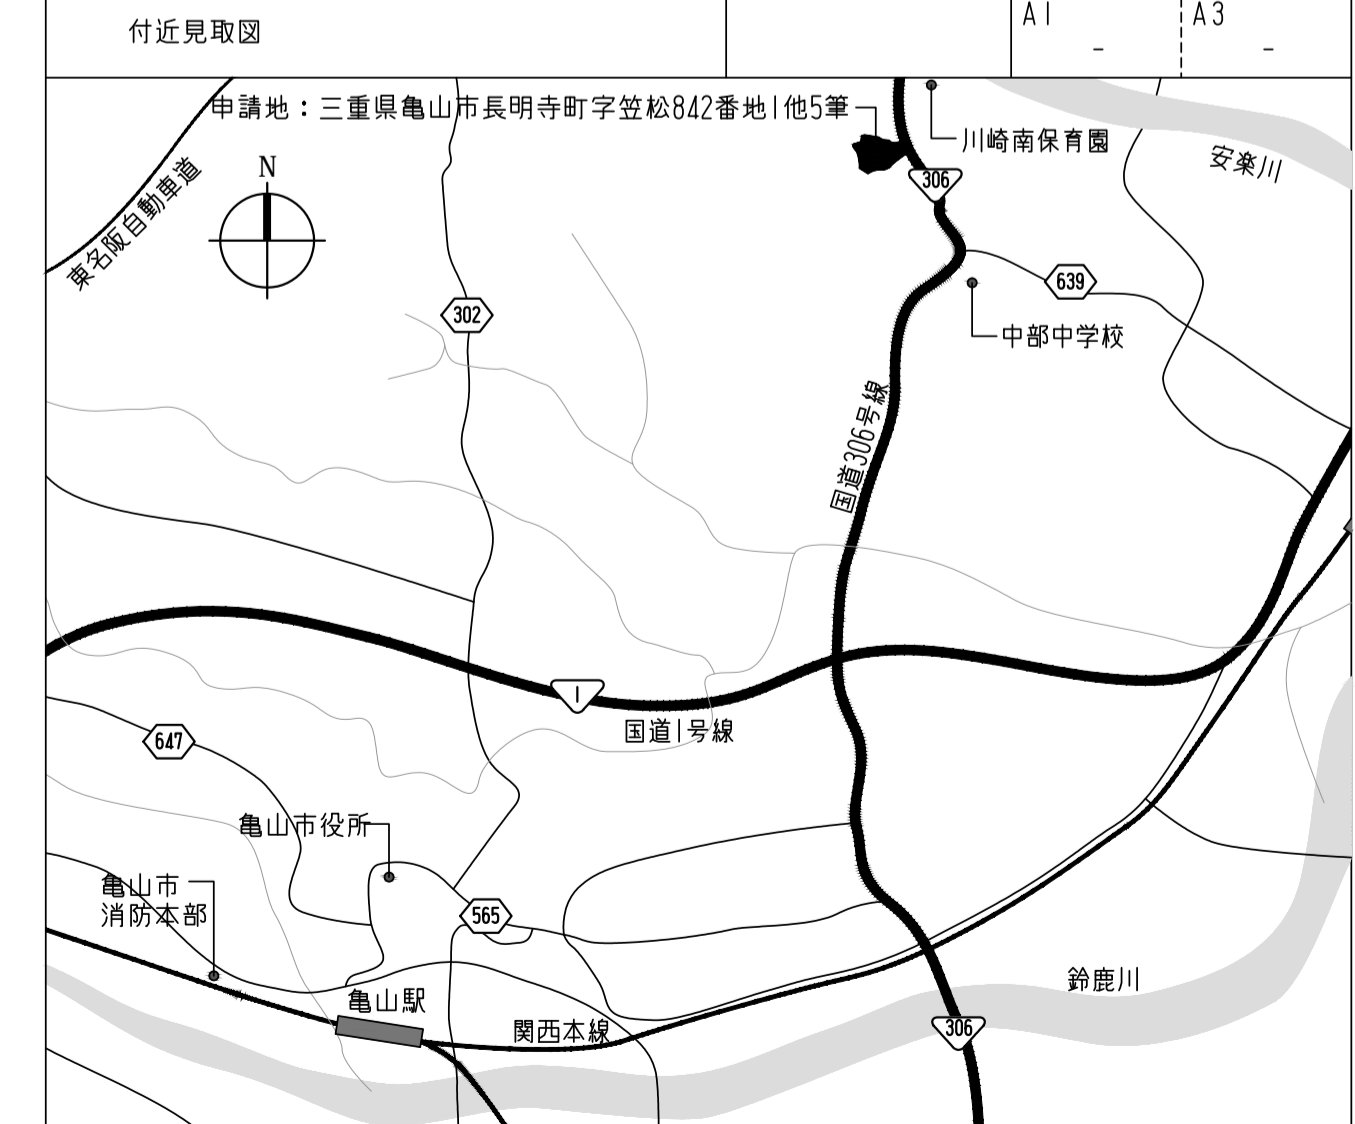 付近見取図
A1
A3
-
-
申請地：三重県亀山市長明寺町字笠松842番地1他5筆
川崎南保育園
安楽川
N
306
東名阪自動車道
639
302
中部中学校
国道306号線
1
国道1号線
647
亀山市役所
亀山市
消防本部
565
鈴鹿川
亀山駅
関西本線
306